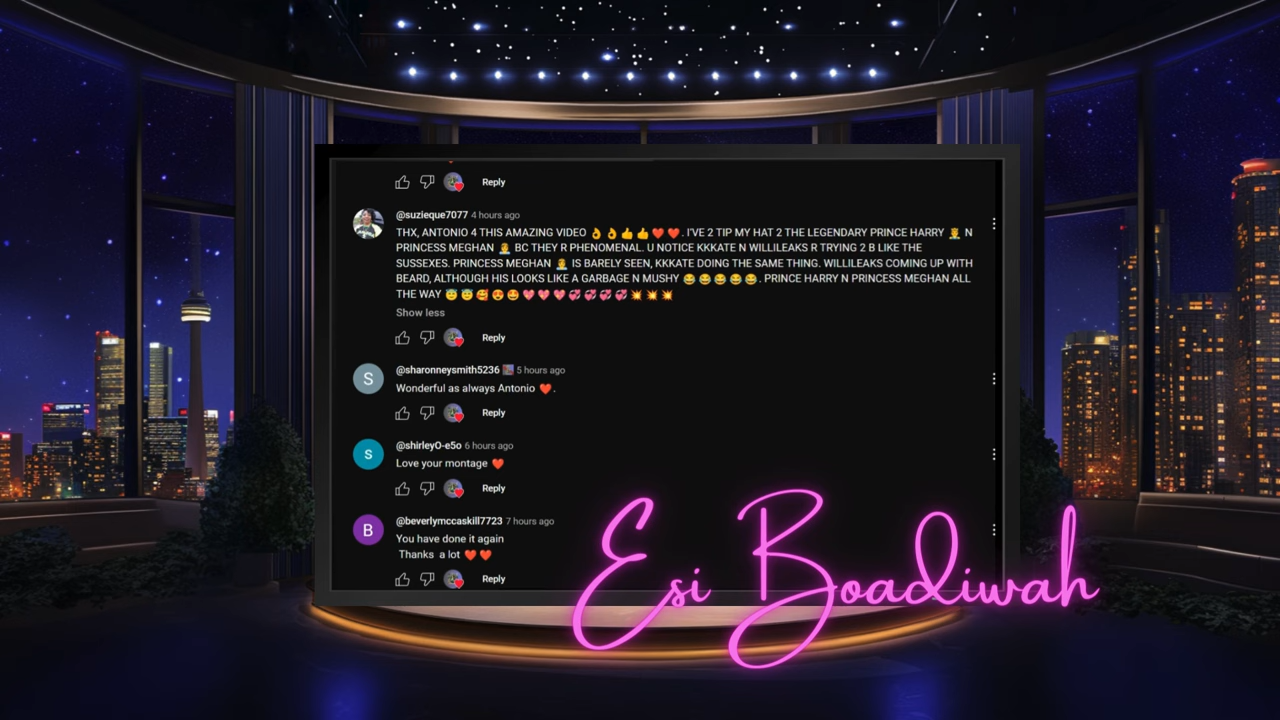 Reply
@suzieque7077 4 hours ago
THX, ANTONIO 4 THIS AMAZING VIDEO 👌👌👍👍❤️❤️. I'VE 2 TIP MY HAT 2 THE LEGENDARY PRINCE HARRY 🤵 N
PRINCESS MEGHAN 👰 BC THEY R PHENOMENAL. U NOTICE KKKATE N WILLILEAKS R TRYING 2 B LIKE THE
SUSSEXES. PRINCESS MEGHAN 👰 IS BARELY SEEN, KKKATE DOING THE SAME THING. WILLILEAKS COMING UP WITH
BEARD, ALTHOUGH HIS LOOKS LIKE A GARBAGE N MUSHY 😂😂😂😂😂. PRINCE HARRY N PRINCESS MEGHAN ALL
THE WAY 😇😇🥰😍🤩💖💖💖💞💞💞💞💥💥💥
Show less
Reply
S
@sharonneysmith5236 5 hours ago
Wonderful as always Antonio ❤️.
Reply
s
@shirleyO-e5o 6 hours ago
Love your montage ❤️
Reply
B
@beverlymccaskill7723 7 hours ago
You have done it again
Thanks a lot ❤️❤️
Reply
Esi Boadiwah